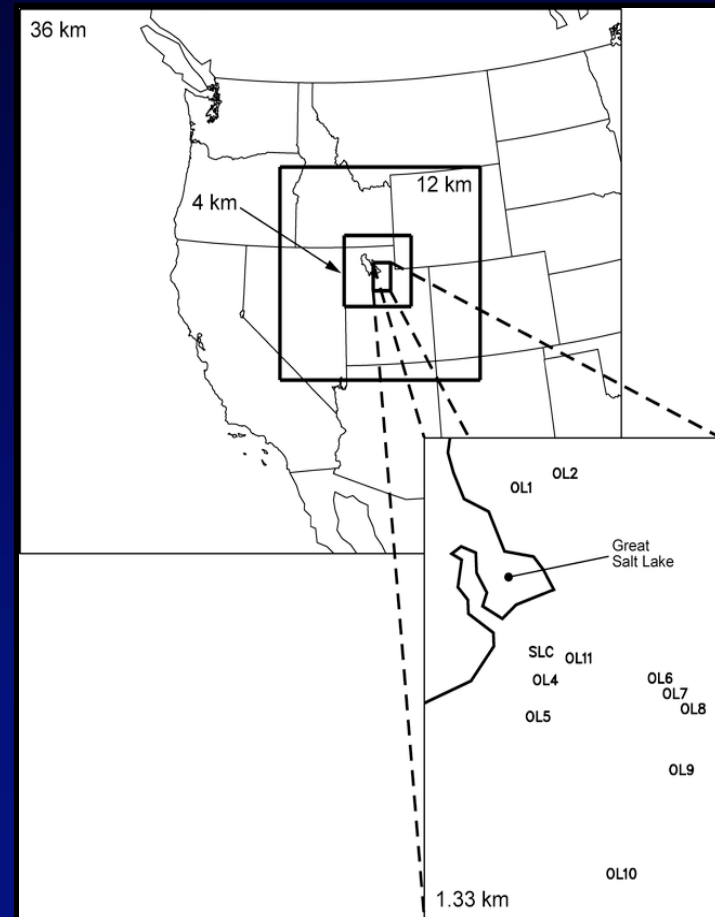 36 km
12 km
4 km
OL1
OL2
Great
Salt Lake
SLC
OL11
OL4
OL6
OL7
OL8
OL5
OL9
OL10
1.33 km